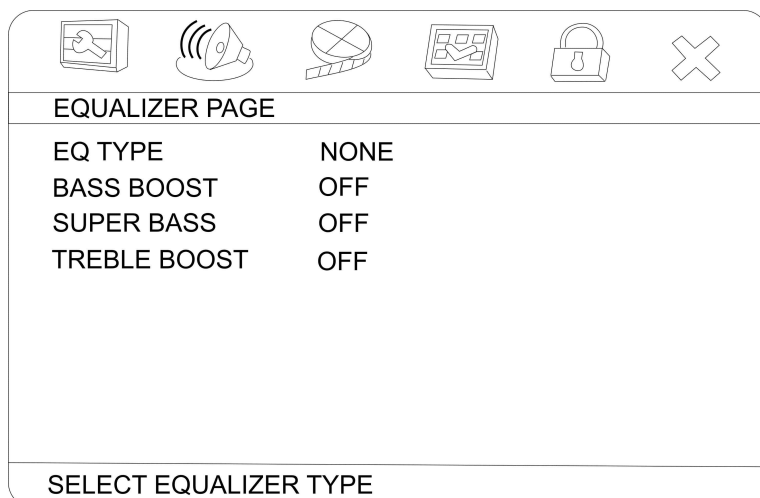 EQUALIZER PAGE
EQ TYPE NONE
BASS BOOST OFF
SUPER BASS OFF
TREBLE BOOST OFF
SELECT EQUALIZER TYPE